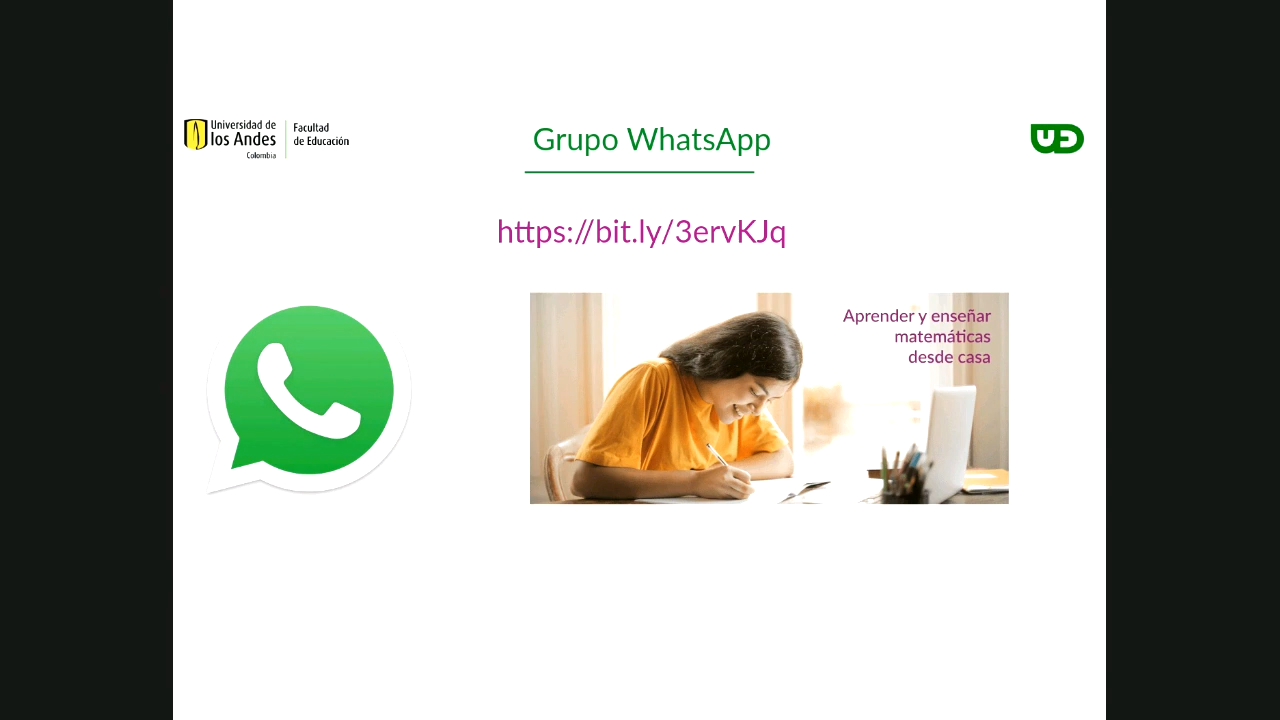 Universidad de
los Andes
Colombia
Facultad
de Educación
Grupo WhatsApp
UED
https://bit.ly/3ervKJq
Aprender y enseñar
matemáticas
desde casa